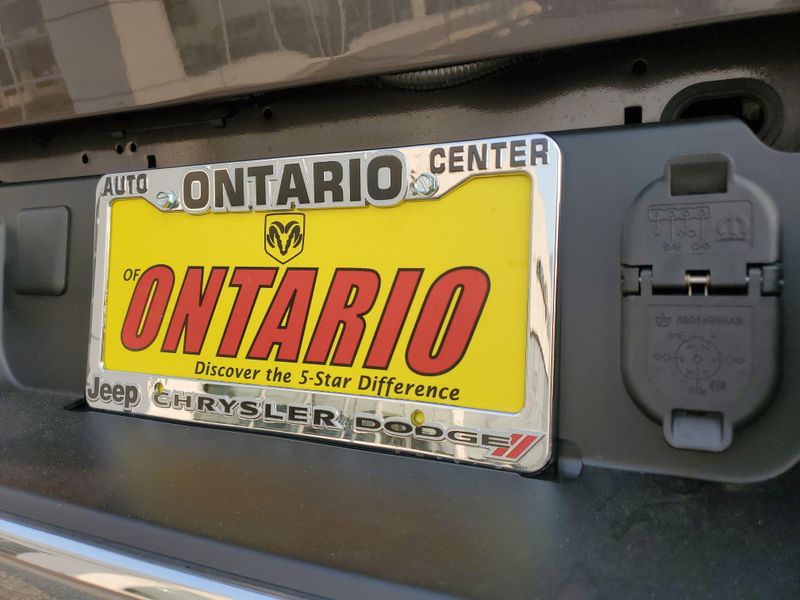 AUTO ONTARIO CENTER
OF ONTARIO
Discover the 5-Star Difference
Jeep CHRYSLER DODGE